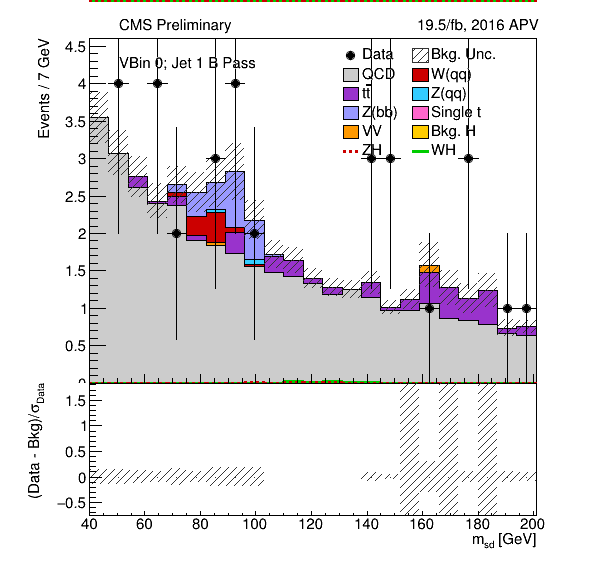 CMS Preliminary 19.5/fb, 2016 APV
Events / 7 GeV
VBin 0; Jet 1 B Pass
Data Bkg. Unc.
QCD W(qq)
tt̄ Z(qq)
Z(bb) Single t
VV Bkg. H
ZH WH
4.5
4
3.5
3
2.5
2
1.5
1
0.5
0
(Data - Bkg)/σData
1.5
1
0.5
0
−0.5
40 60 80 100 120 140 160 180 200
msd [GeV]